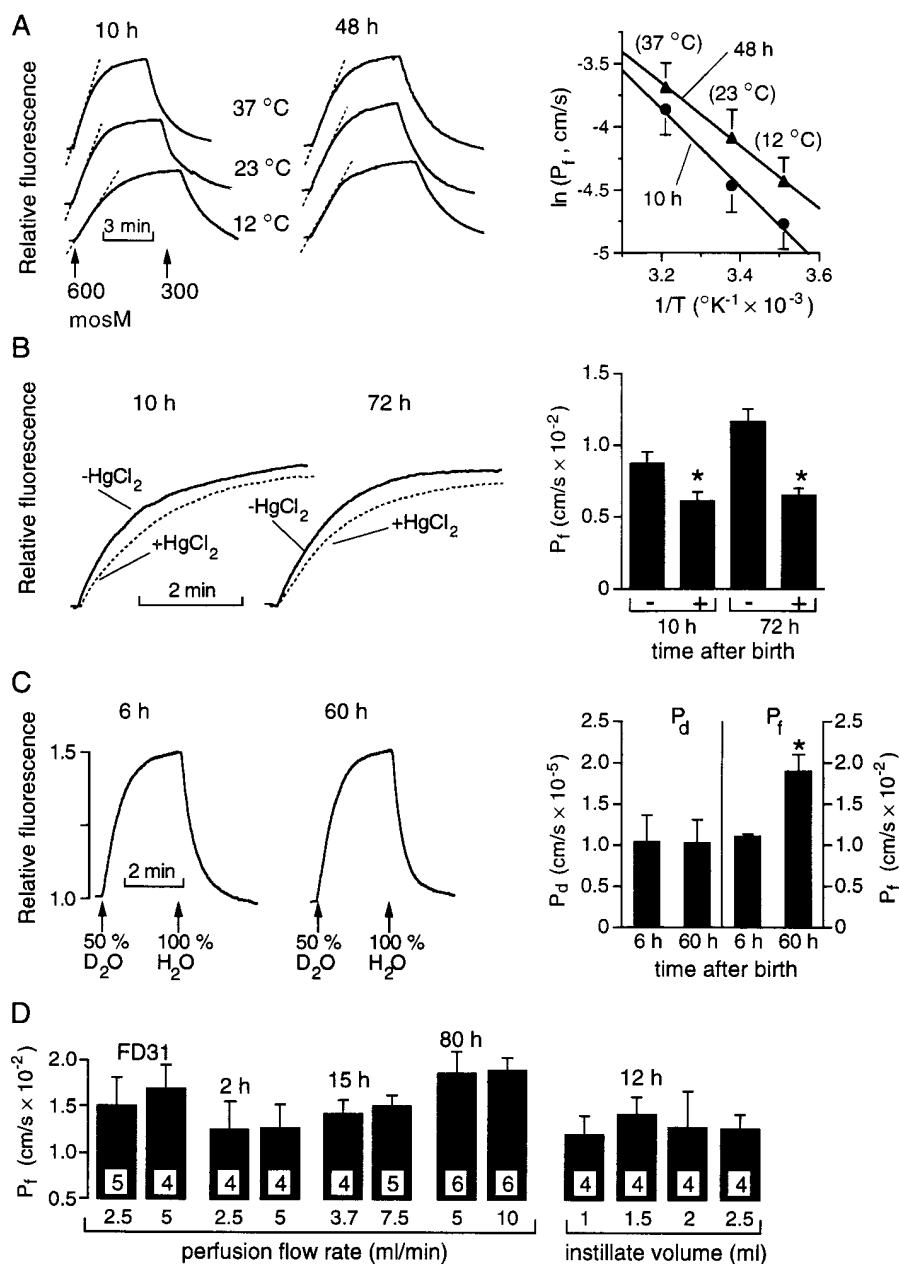 A
10 h
48 h
Relative fluorescence
37 °C
23 °C
12 °C
3 min
600
300
mosM
ln (Pf , cm/s)
-3.5
-4
-4.5
-5
(37 °C)
48 h
(23 °C)
(12 °C)
10 h
3.2
3.4
3.6
1/T (°K⁻¹ × 10⁻³)
B
10 h
72 h
Relative fluorescence
-HgCl₂
+HgCl₂
-HgCl₂
+HgCl₂
2 min
Pf (cm/s × 10⁻²)
1.5
1.0
0.5
0
*
*
- + - +
10 h 72 h
time after birth
C
6 h
60 h
Relative fluorescence
1.5
1.0
2 min
50 % 100 % 50 % 100 %
D₂O H₂O D₂O H₂O
Pd (cm/s × 10⁻⁵)
2.5
2.0
1.5
1.0
0.5
0
Pd
Pf
*
2.5
2.0
1.5
1.0
0.5
0
Pf (cm/s × 10⁻²)
6 h 60 h 6 h 60 h
time after birth
D
Pf (cm/s × 10⁻²)
2.0
1.5
1.0
0.5
FD31
2 h
15 h
80 h
12 h
5 4 4 4 4 5 6 6 4 4 4 4
2.5 5 2.5 5 3.7 7.5 5 10 1 1.5 2 2.5
perfusion flow rate (ml/min)
instillate volume (ml)